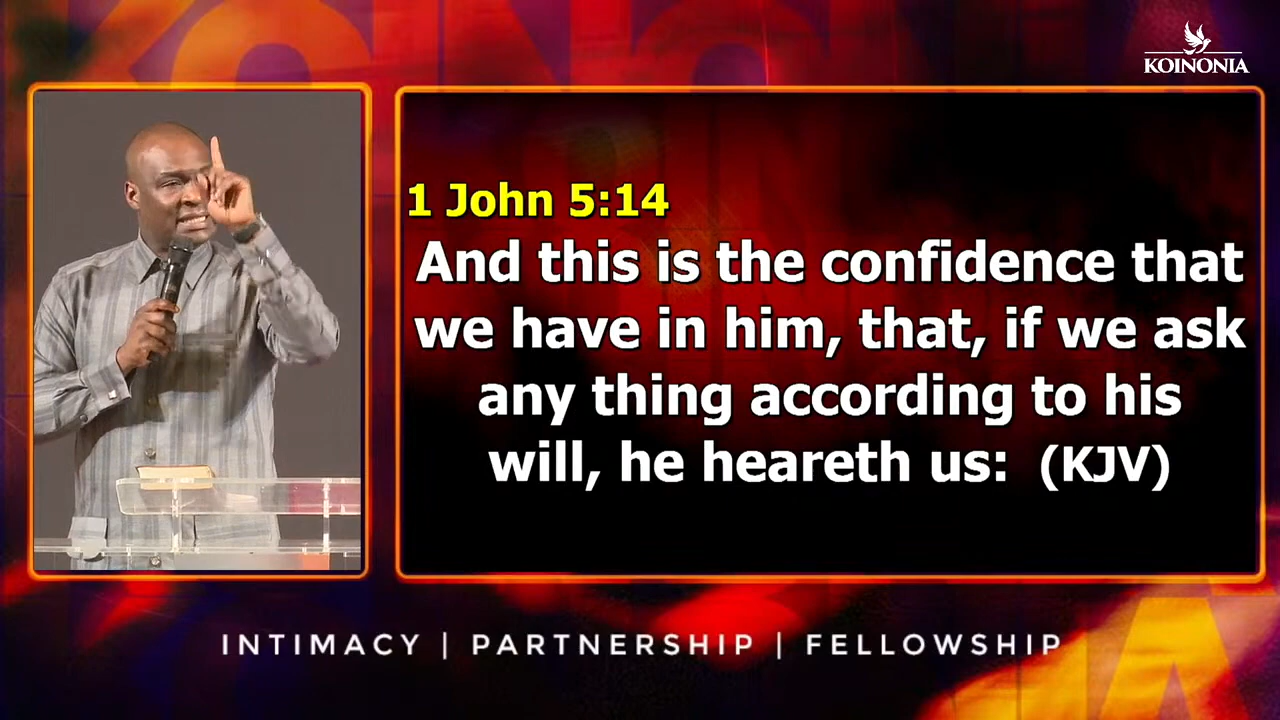 KOINONIA
1 John 5:14
And this is the confidence that
we have in him, that, if we ask
any thing according to his
will, he heareth us: (KJV)
INTIMACY | PARTNERSHIP | FELLOWSHIP